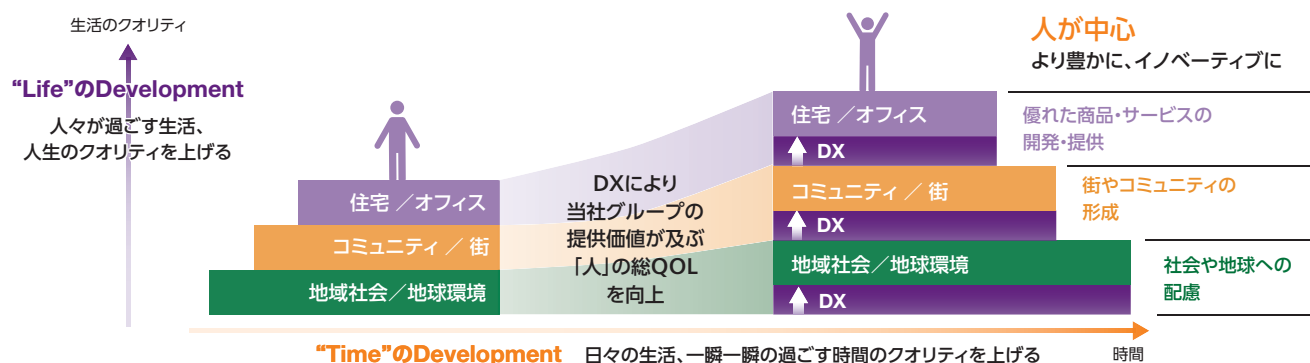 生活のクオリティ
“Life”のDevelopment
人々が過ごす生活、
人生のクオリティを上げる
住宅 ／オフィス
コミュニティ ／ 街
地域社会／地球環境
DXにより
当社グループの
提供価値が及ぶ
「人」の総QOL
を向上
住宅 ／オフィス
DX
コミュニティ ／ 街
DX
地域社会／地球環境
DX
人が中心
より豊かに、イノベーティブに
優れた商品・サービスの
開発・提供
街やコミュニティの
形成
社会や地球への
配慮
“Time”のDevelopment 日々の生活、一瞬一瞬の過ごす時間のクオリティを上げる
時間